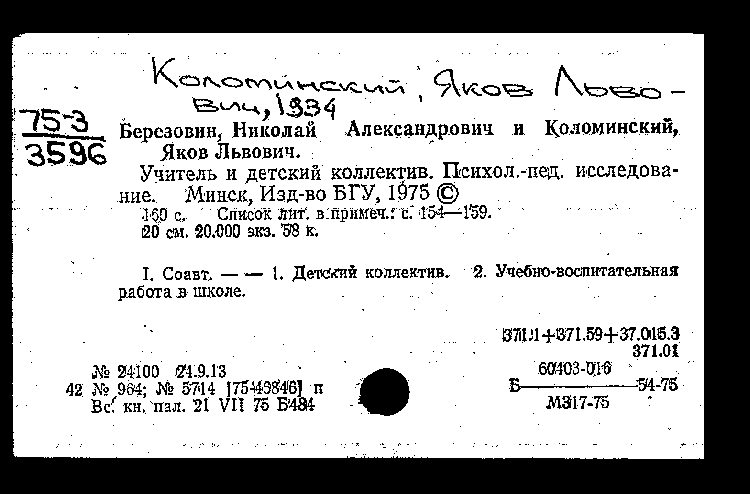 Коломинский, Яков Льво-
вич, 1934
75-3
3596
Березовин, Николай Александрович и Коломинский,
Яков Львович.
Учитель и детский коллектив. Психол.-пед. исследова-
ние. Минск, Изд-во БГУ, 1975 ©
160 с. Список лит. в примеч.: с. 154—159.
20 см. 20.000 экз. 58 к.
I. Соавт. — — 1. Детский коллектив. 2. Учебно-воспитательная
работа в школе.
371.1+371.59+37.015.3
371.01
№ 24100 24.9.13
42 № 964; № 5714 [75-49846] п
Вс. кн. пал. 21 VII 75 Б484
60403-016
Б 54-75
М317-75